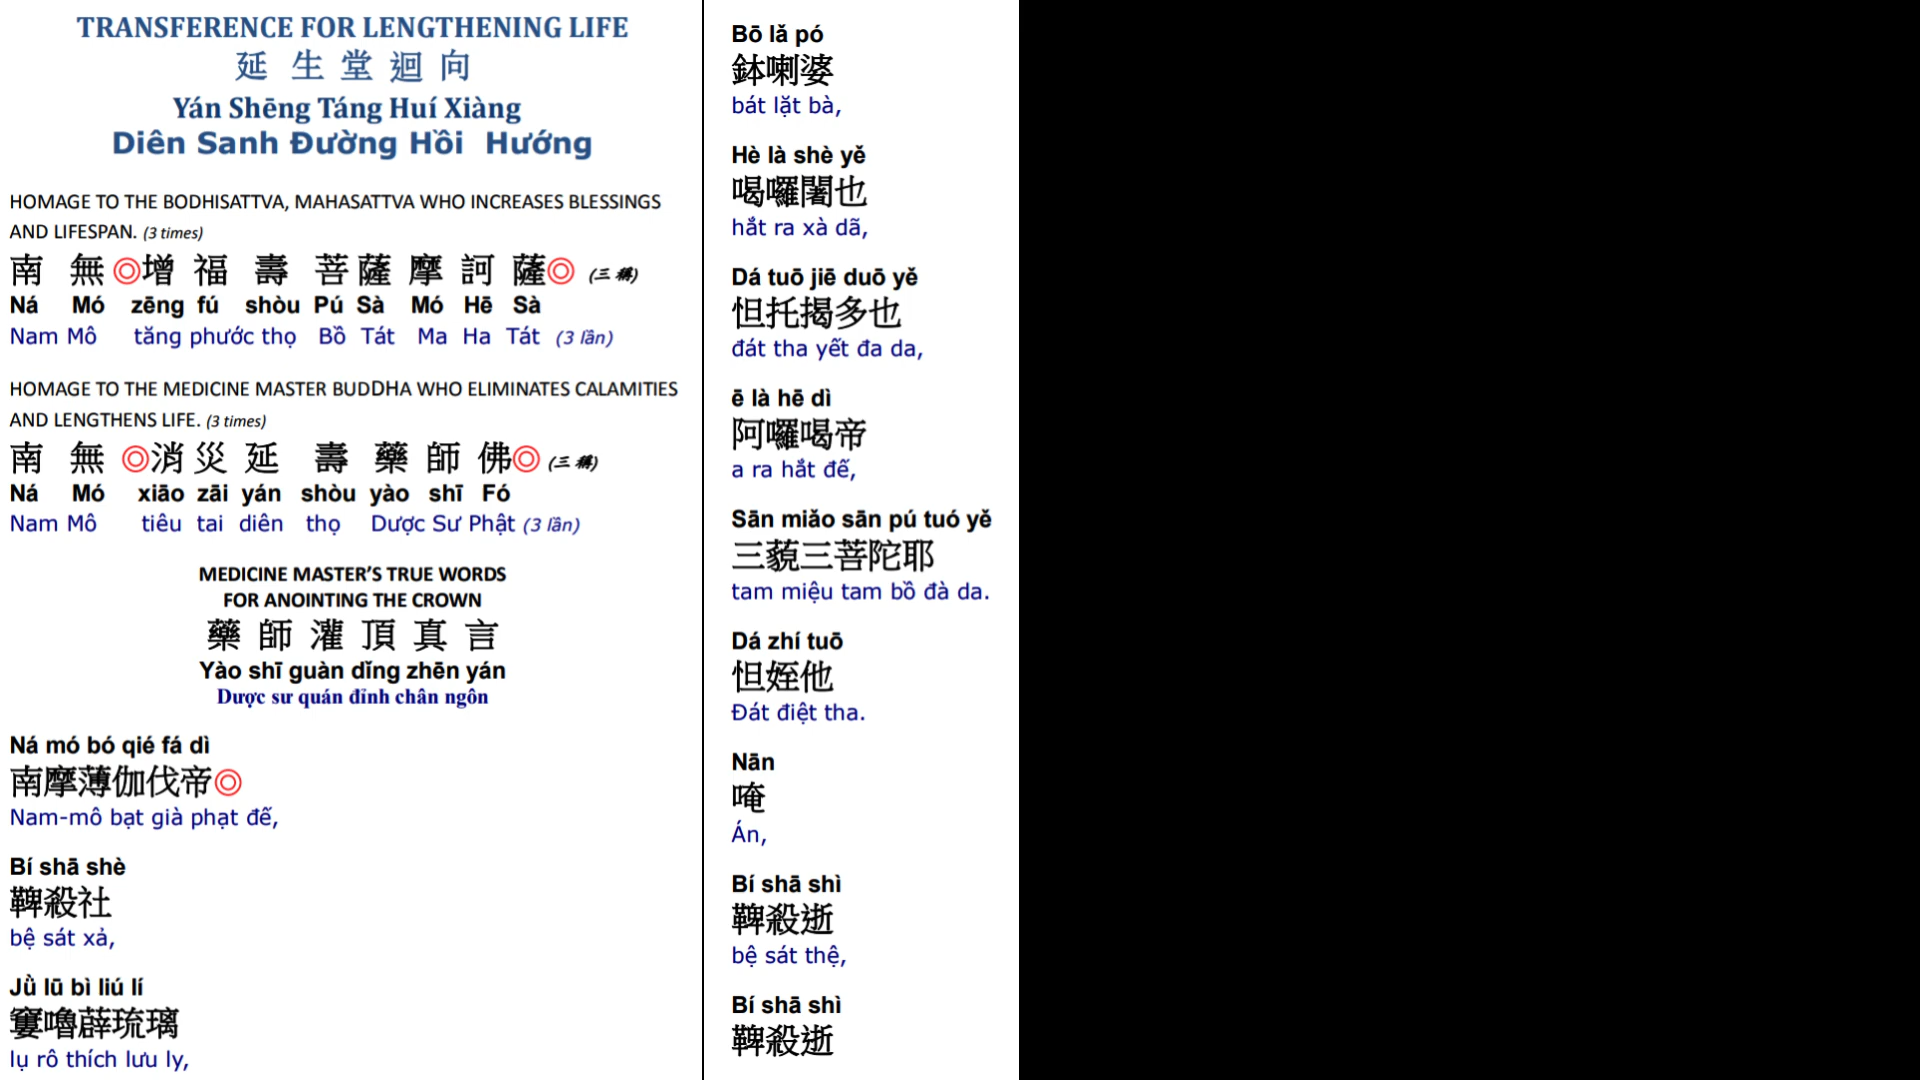 TRANSFERENCE FOR LENGTHENING LIFE
延 生 堂 迴 向
Yán Shēng Táng Huí Xiàng
Diên Sanh Đường Hồi Hướng
HOMAGE TO THE BODHISATTVA, MAHASATTVA WHO INCREASES BLESSINGS
AND LIFESPAN. (3 times)
南 無 ◎增 福 壽 菩 薩 摩 訶 薩◎ (三 稱)
Ná Mó zēng fú shòu Pú Sà Mó Hē Sà
Nam Mô tăng phước thọ Bồ Tát Ma Ha Tát (3 lần)
HOMAGE TO THE MEDICINE MASTER BUDDHA WHO ELIMINATES CALAMITIES
AND LENGTHENS LIFE. (3 times)
南 無 ◎消 災 延 壽 藥 師 佛◎ (三 稱)
Ná Mó xiāo zāi yán shòu yào shī Fó
Nam Mô tiêu tai diên thọ Dược Sư Phật (3 lần)
MEDICINE MASTER’S TRUE WORDS
FOR ANOINTING THE CROWN
藥 師 灌 頂 真 言
Yào shī guàn dǐng zhēn yán
Dược sư quán đỉnh chân ngôn
Ná mó bó qié fá dì
南摩薄伽伐帝◎
Nam-mô bạt già phạt đế,
Bí shā shè
鞞殺社
bệ sát xả,
Jǜ lū bì liú lí
窶嚕薜琉璃
lụ rô thích lưu ly,
Bō lǎ pó
鉢喇婆
bát lặt bà,
Hè là shè yě
喝囉闍也
hắt ra xà dã,
Dá tuō jiē duō yě
怛托揭多也
đát tha yết đa da,
ē là hē dì
阿囉喝帝
a ra hắt đế,
Sān miǎo sān pú tuó yě
三藐三菩陀耶
tam miệu tam bồ đà da.
Dá zhí tuō
怛姪他
Đát điệt tha.
Nān
唵
Án,
Bí shā shì
鞞殺逝
bệ sát thệ,
Bí shā shì
鞞殺逝